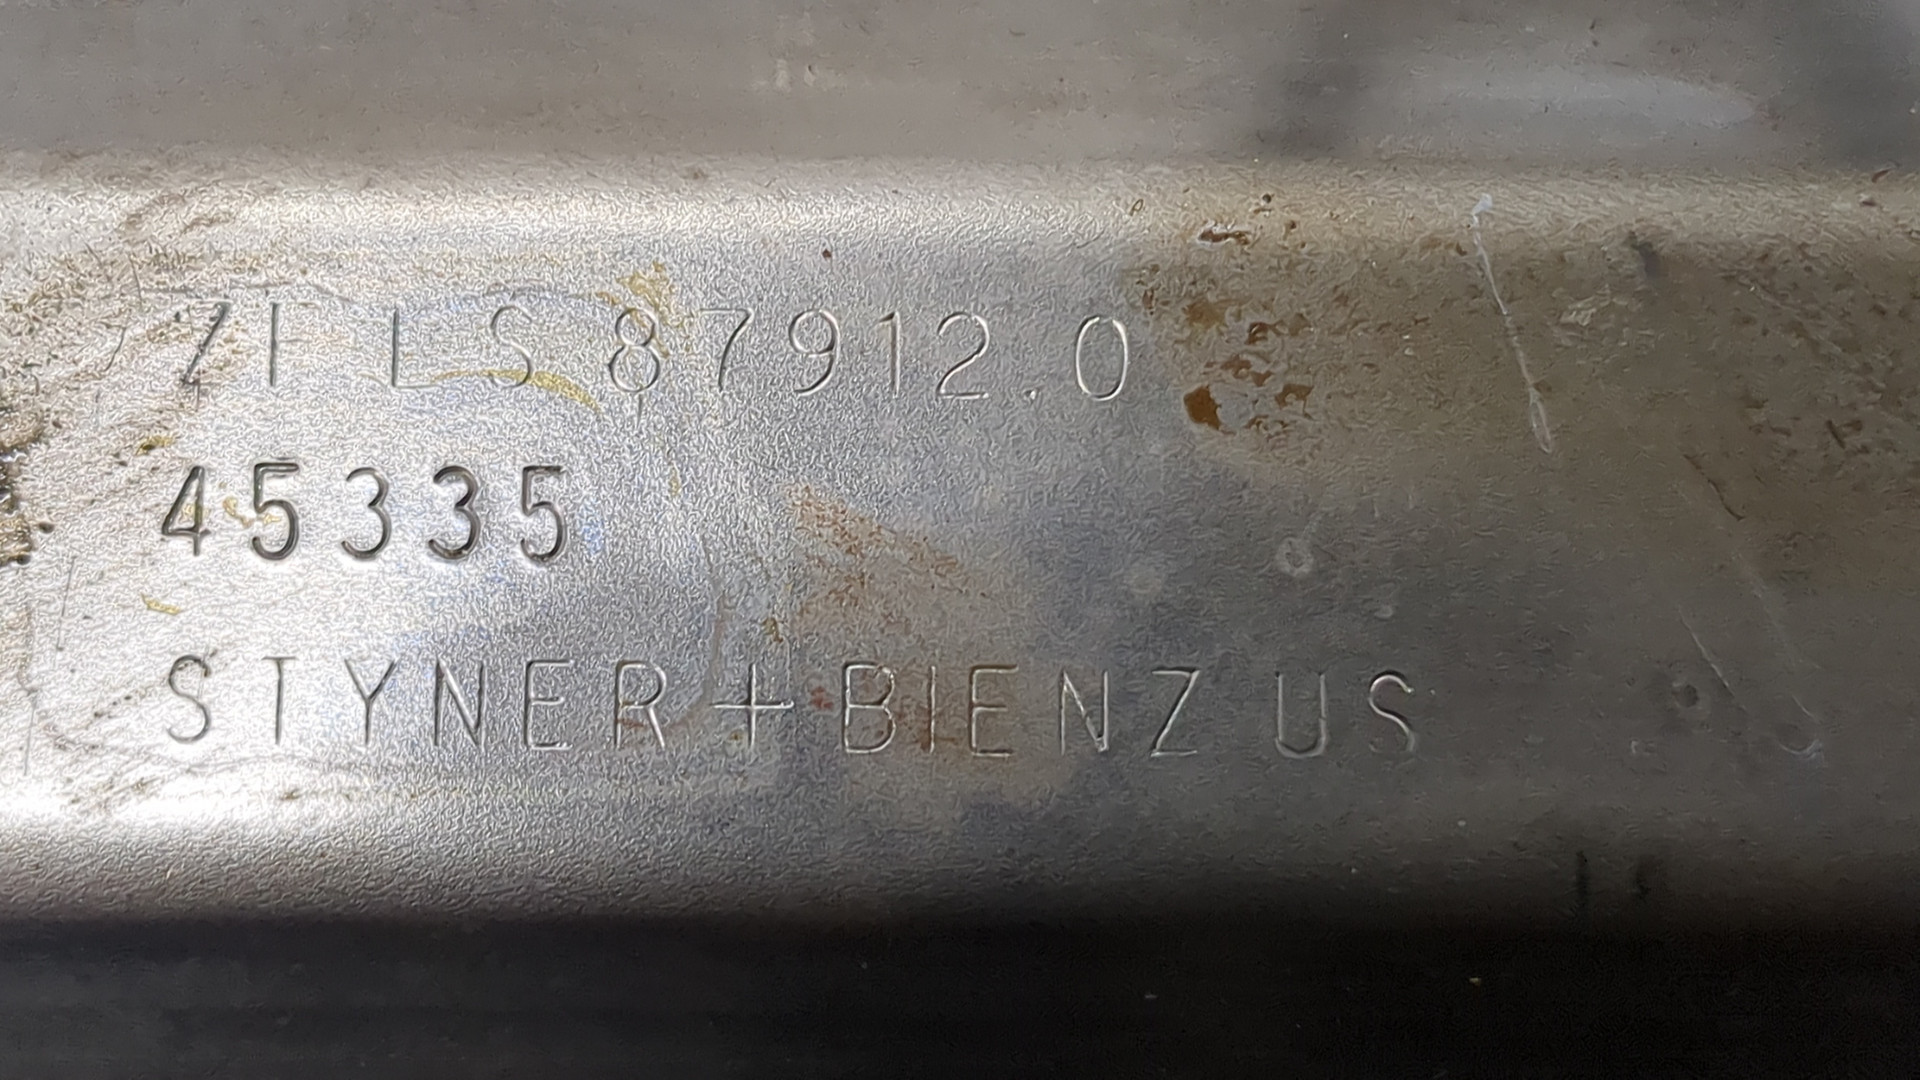 ZF LS 87912.0
45335
STYNER+BIENZ US